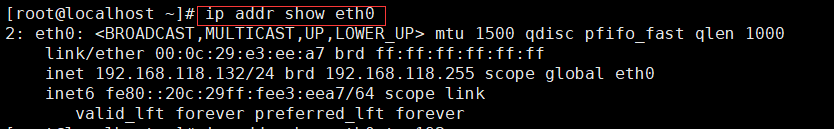 [root@localhost ~]# ip addr show eth0
2: eth0: <BROADCAST,MULTICAST,UP,LOWER_UP> mtu 1500 qdisc pfifo_fast qlen 1000
link/ether 00:0c:29:e3:ee:a7 brd ff:ff:ff:ff:ff:ff
inet 192.168.118.132/24 brd 192.168.118.255 scope global eth0
inet6 fe80::20c:29ff:fee3:eea7/64 scope link
valid_lft forever preferred_lft forever